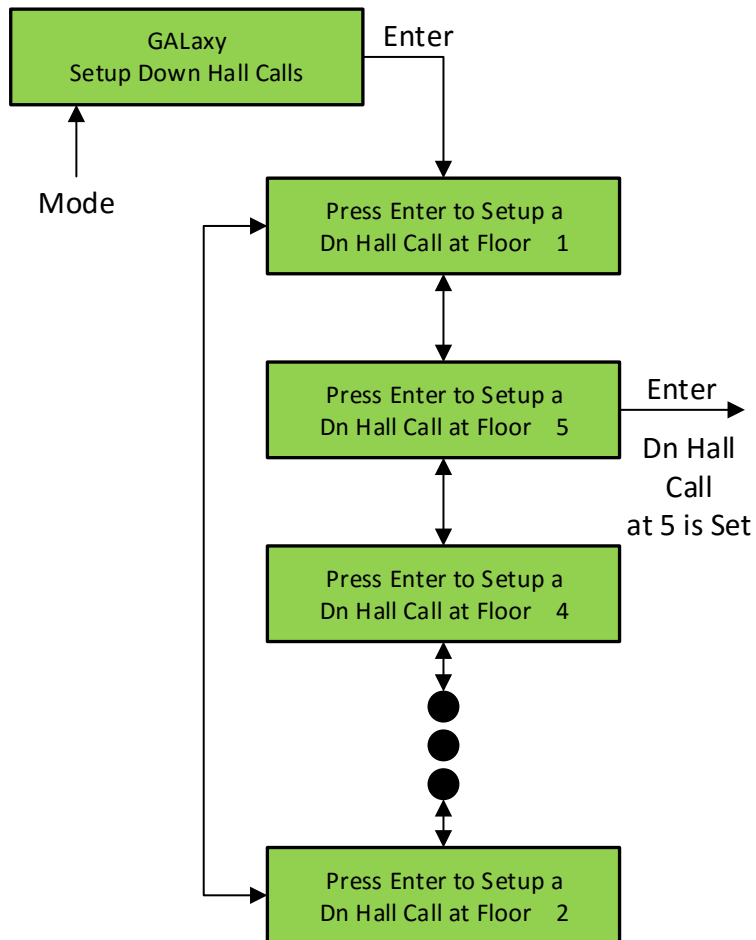 GALaxy
Setup Down Hall Calls
Enter
Mode
Press Enter to Setup a
Dn Hall Call at Floor 1
Press Enter to Setup a
Dn Hall Call at Floor 5
Enter
Dn Hall
Call
at 5 is Set
Press Enter to Setup a
Dn Hall Call at Floor 4
Press Enter to Setup a
Dn Hall Call at Floor 2